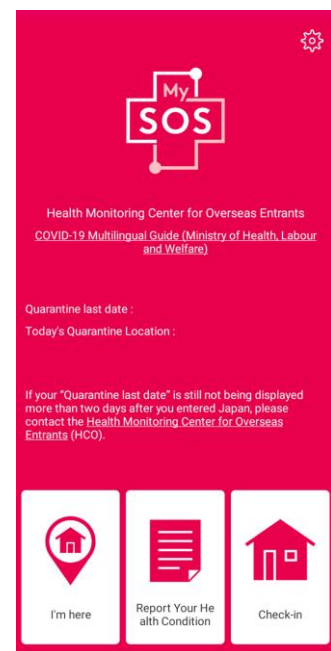 My
SOS
Health Monitoring Center for Overseas Entrants
COVID-19 Multilingual Guide (Ministry of Health, Labour
and Welfare)
Quarantine last date :
Today's Quarantine Location :
If your "Quarantine last date" is still not being displayed
more than two days after you entered Japan, please
contact the Health Monitoring Center for Overseas
Entrants (HCO).
I'm here
Report Your He
alth Condition
Check-in